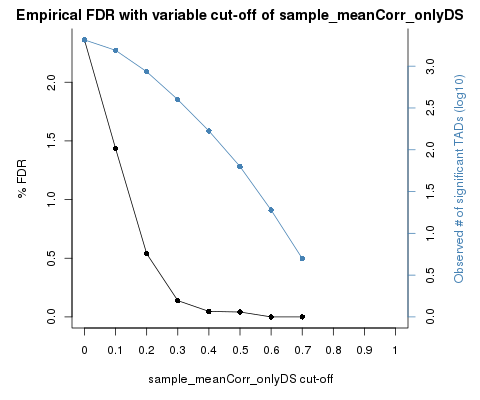 Empirical FDR with variable cut-off of sample_meanCorr_onlyDS
% FDR
0.0
0.5
1.0
1.5
2.0
Observed # of significant TADs (log10)
0.0
0.5
1.0
1.5
2.0
2.5
3.0
0 0.1 0.2 0.3 0.4 0.5 0.6 0.7 0.8 0.9 1
sample_meanCorr_onlyDS cut-off